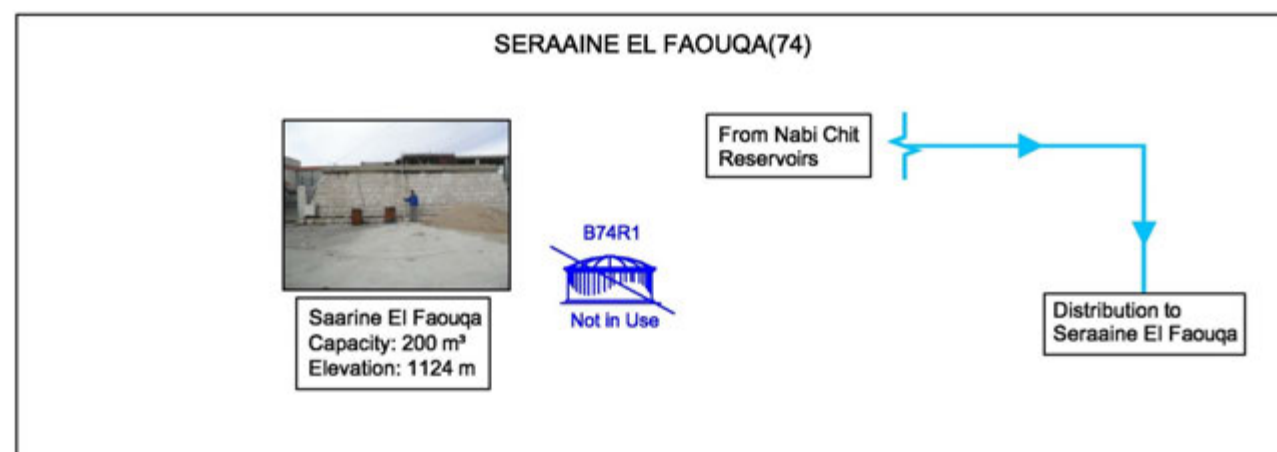 SERAAINE EL FAOUQA(74)
From Nabi Chit
Reservoirs
B74R1
Not in Use
Saarine El Faouqa
Capacity: 200 m³
Elevation: 1124 m
Distribution to
Seraaine El Faouqa